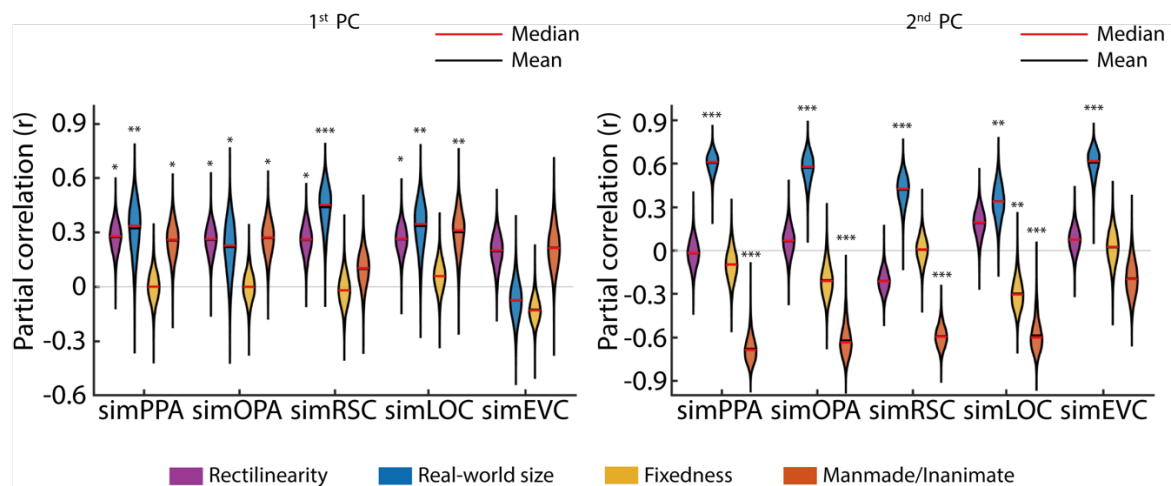 1st PC
Median
Mean
Partial correlation (r)
0.9
0.6
0.3
0
-0.3
-0.6
* ** * * * * * *** * ** **
simPPA simOPA simRSC simLOC simEVC
2nd PC
Median
Mean
Partial correlation (r)
0.9
0.6
0.3
0
-0.3
-0.6
-0.9
*** *** *** *** *** *** ** ** *** ***
simPPA simOPA simRSC simLOC simEVC
Rectilinearity Real-world size Fixedness Manmade/Inanimate